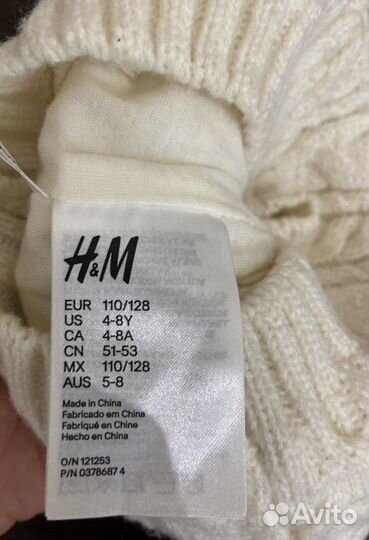 H&M
EUR 110/128
US 4-8Y
CA 4-8A
CN 51-53
MX 110/128
AUS 5-8
Made in China
Fabricado em China
Fabriqué en Chine
Hecho en China
O/N 121253
P/N 0378687 4
Avito